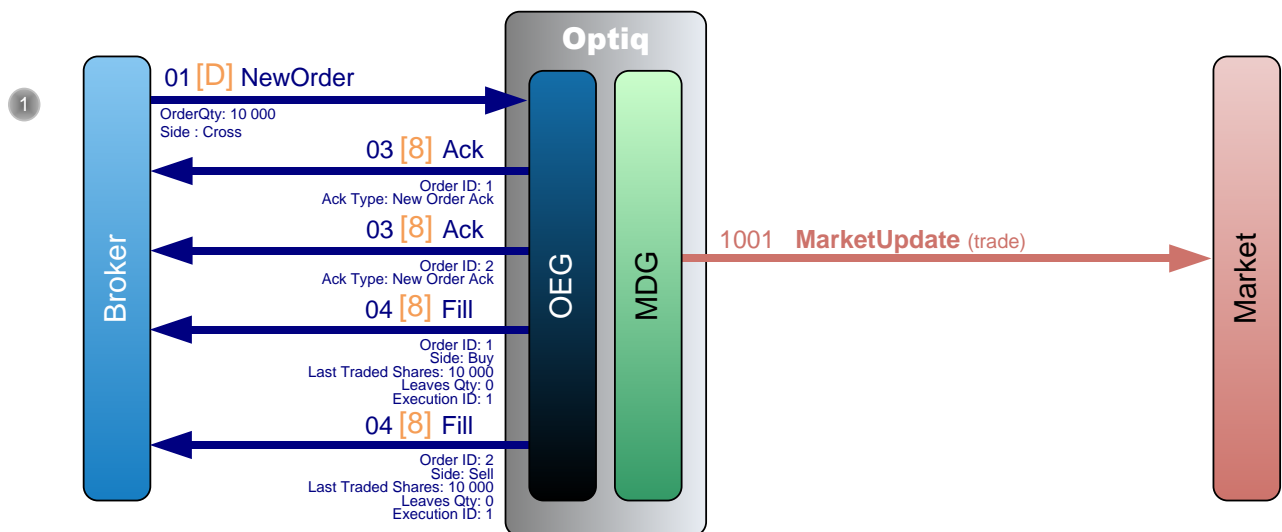 Optiq
1
01 [D] NewOrder
OrderQty: 10 000
Side : Cross
03 [8] Ack
Order ID: 1
Ack Type: New Order Ack
03 [8] Ack
Order ID: 2
Ack Type: New Order Ack
04 [8] Fill
Order ID: 1
Side: Buy
Last Traded Shares: 10 000
Leaves Qty: 0
Execution ID: 1
04 [8] Fill
Order ID: 2
Side: Sell
Last Traded Shares: 10 000
Leaves Qty: 0
Execution ID: 1
Broker
OEG
MDG
1001 MarketUpdate (trade)
Market